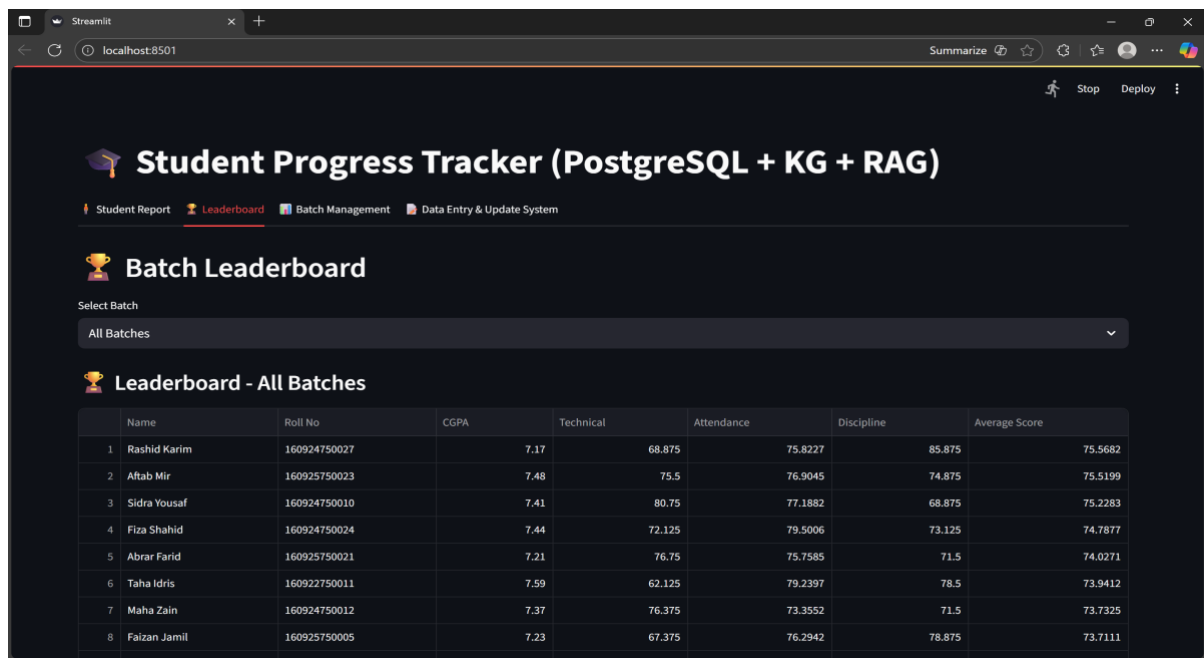 Streamlit
localhost:8501 Summarize
Stop Deploy
Student Progress Tracker (PostgreSQL + KG + RAG)
Student Report Leaderboard Batch Management Data Entry & Update System
Batch Leaderboard
Select Batch
All Batches
Leaderboard - All Batches
Name Roll No CGPA Technical Attendance Discipline Average Score
1 Rashid Karim 160924750027 7.17 68.875 75.8227 85.875 75.5682
2 Aftab Mir 160925750023 7.48 75.5 76.9045 74.875 75.5199
3 Sidra Yousaf 160924750010 7.41 80.75 77.1882 68.875 75.2283
4 Fiza Shahid 160924750024 7.44 72.125 79.5006 73.125 74.7877
5 Abrar Farid 160925750021 7.21 76.75 75.7585 71.5 74.0271
6 Taha Idris 160922750011 7.59 62.125 79.2397 78.5 73.9412
7 Maha Zain 160924750012 7.37 76.375 73.3552 71.5 73.7325
8 Faizan Jamil 160925750005 7.23 67.375 76.2942 78.875 73.7111